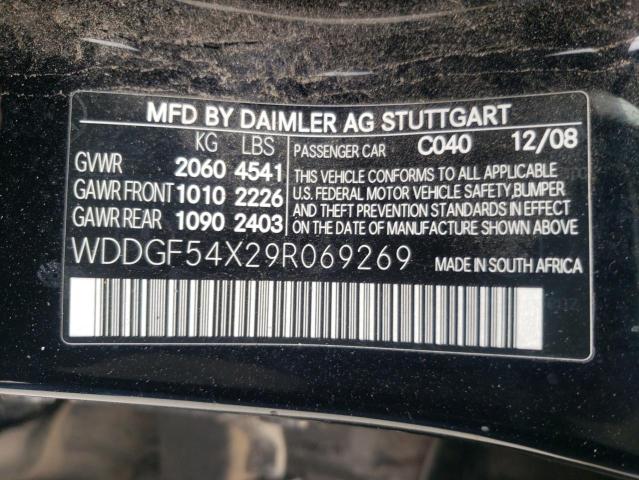 MFD BY DAIMLER AG STUTTGART
KG LBS
GVWR 2060 4541
GAWR FRONT 1010 2226
GAWR REAR 1090 2403
PASSENGER CAR C040 12/08
THIS VEHICLE CONFORMS TO ALL APPLICABLE
U.S. FEDERAL MOTOR VEHICLE SAFETY, BUMPER
AND THEFT PREVENTION STANDARDS IN EFFECT
ON THE DATE OF MANUFACTURE SHOWN ABOVE.
WDDGF54X29R069269 MADE IN SOUTH AFRICA